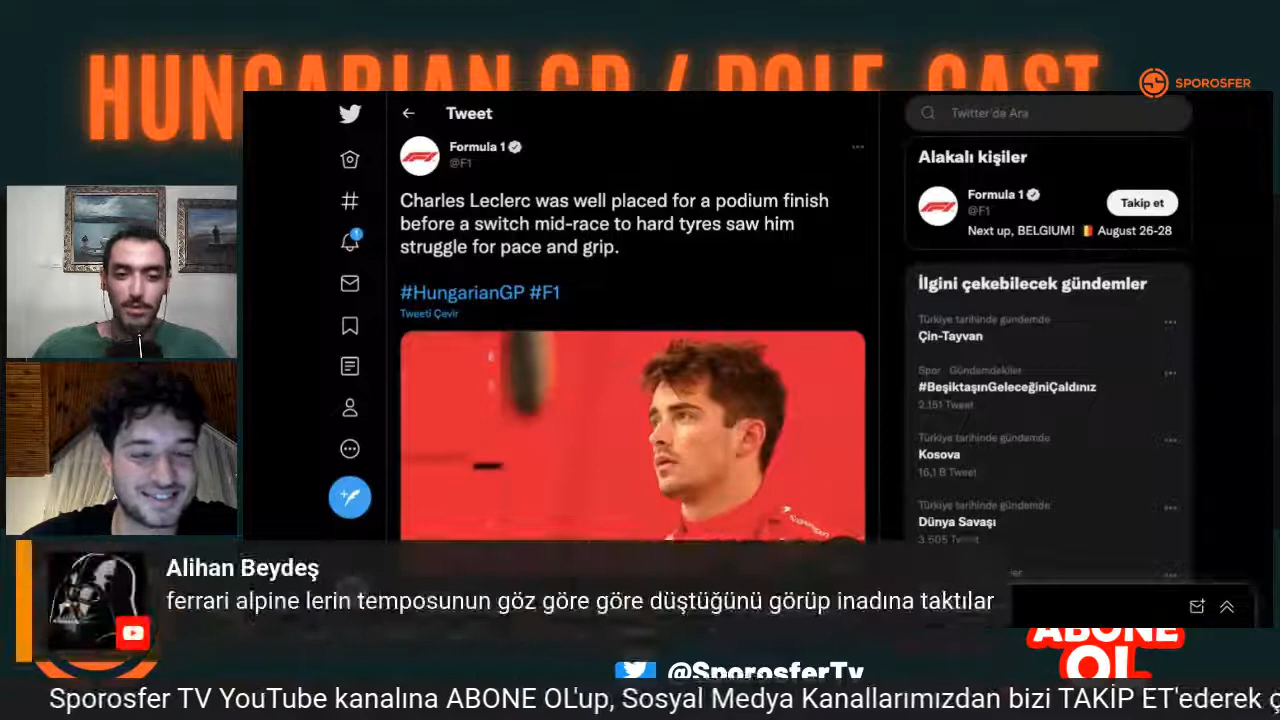 HUNGARIAN GP / POLE-CAST
SPOROSFER
Tweet
Twitter'da Ara
Formula 1
@F1
Charles Leclerc was well placed for a podium finish
before a switch mid-race to hard tyres saw him
struggle for pace and grip.
#HungarianGP #F1
Tweeti Çevir
Alakalı kişiler
Formula 1
@F1
Takip et
Next up, BELGIUM! August 26-28
İlgini çekebilecek gündemler
Türkiye tarihinde gündemde
Çin-Tayvan
Spor Gündemdekiler
#BeşiktaşınGeleceğiniÇaldınız
2.151 Tweet
Türkiye tarihinde gündemde
Kosova
16,1 B Tweet
Türkiye tarihinde gündemde
Dünya Savaşı
3.505 Tweet
1
Alihan Beydeş
ferrari alpine lerin temposunun göz göre göre düştüğünü görüp inadına taktılar
ABONE
OL
@SporosferTv
Sporosfer TV YouTube kanalına ABONE OL'up, Sosyal Medya Kanallarımızdan bizi TAKİP ET'ederek